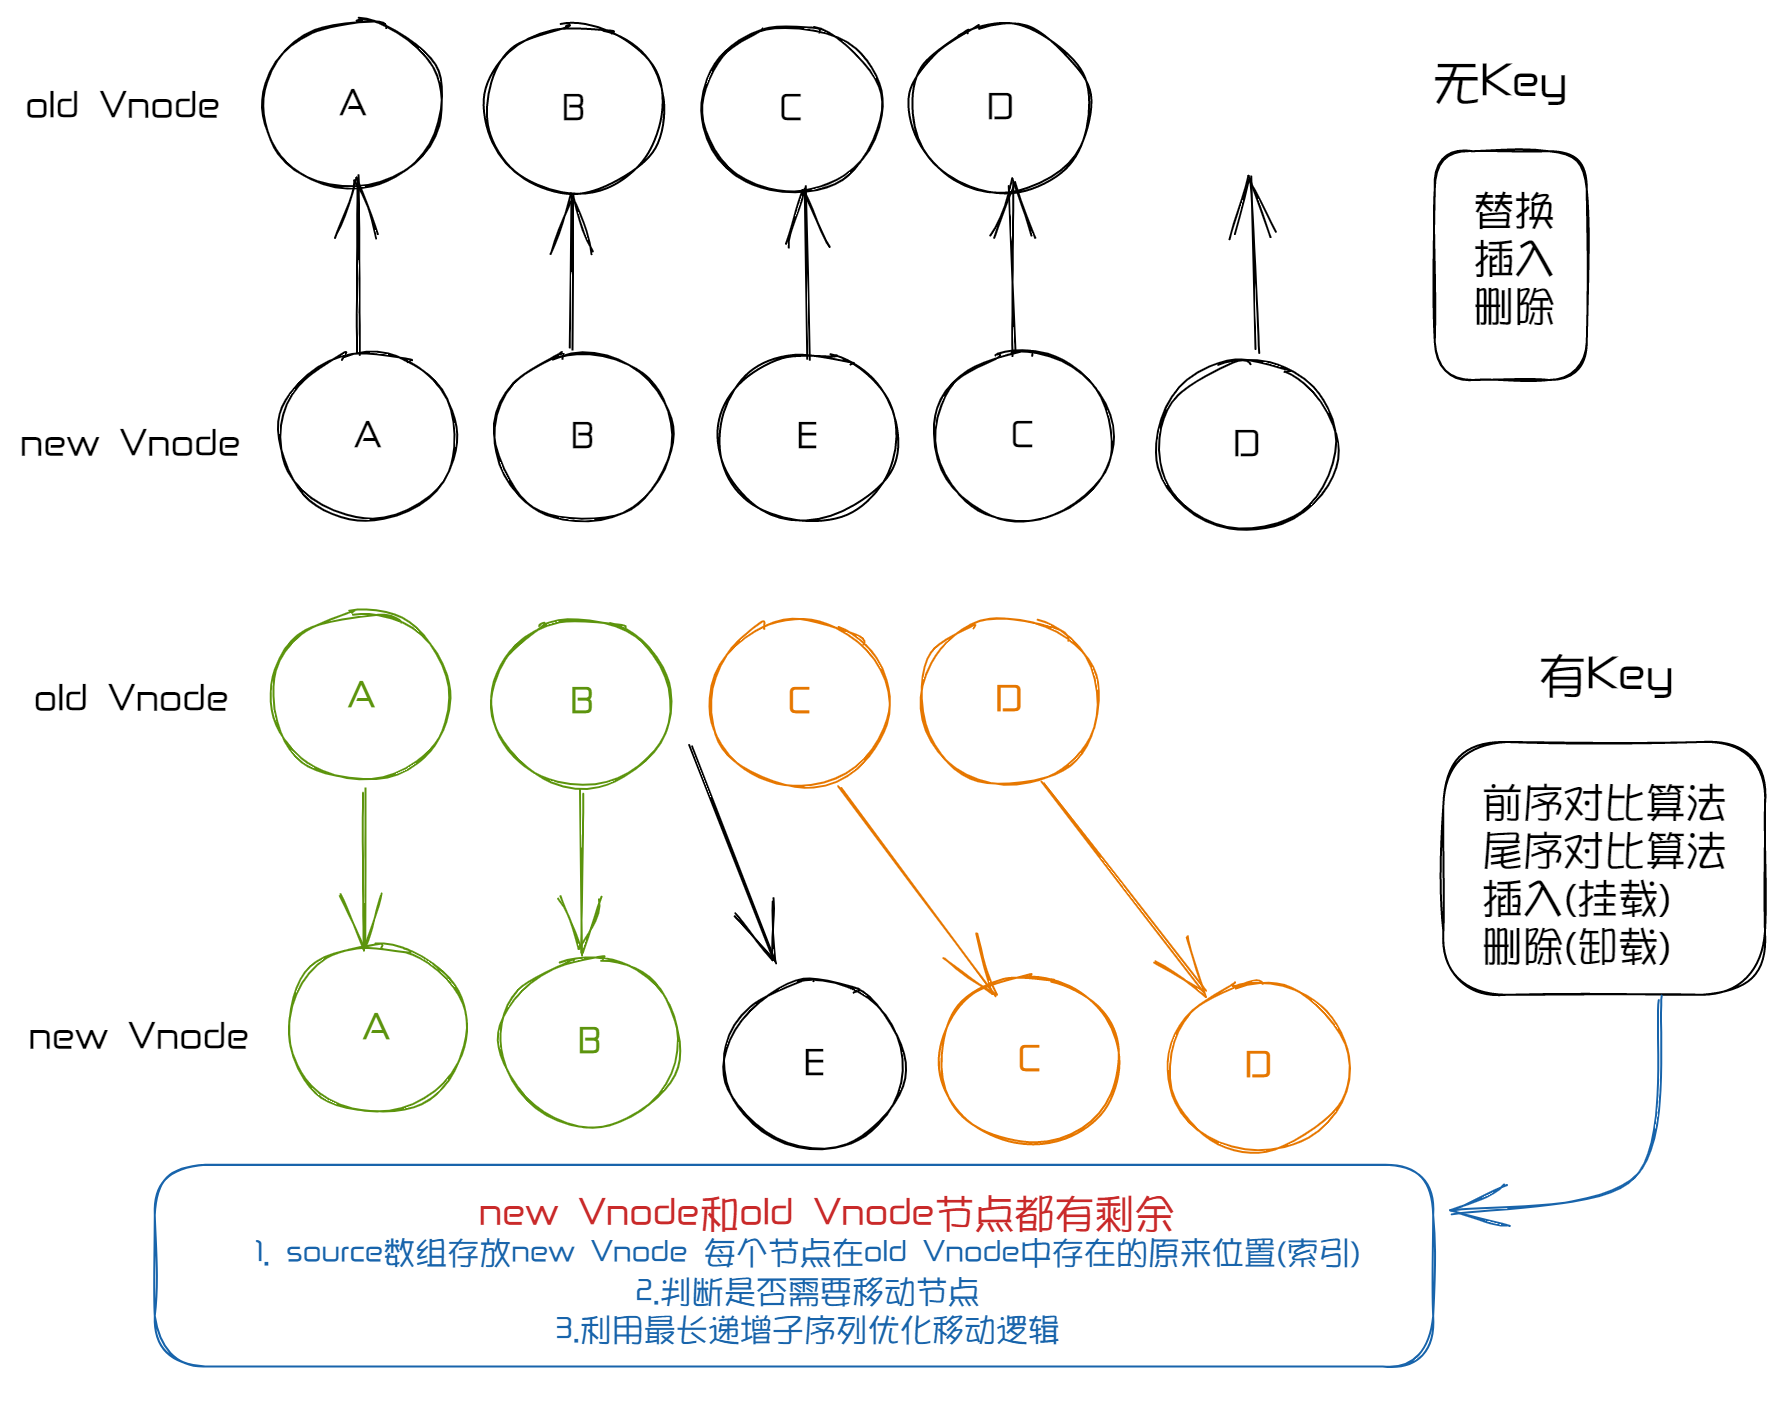 old Vnode A B C D
无Key
替换
插入
删除
new Vnode A B E C D
old Vnode A B C D
有Key
前序对比算法
尾序对比算法
插入(挂载)
删除(卸载)
new Vnode A B E C D
new Vnode和old Vnode节点都有剩余
1. source数组存放new Vnode 每个节点在old Vnode中存在的原来位置(索引)
2.判断是否需要移动节点
3.利用最长递增子序列优化移动逻辑